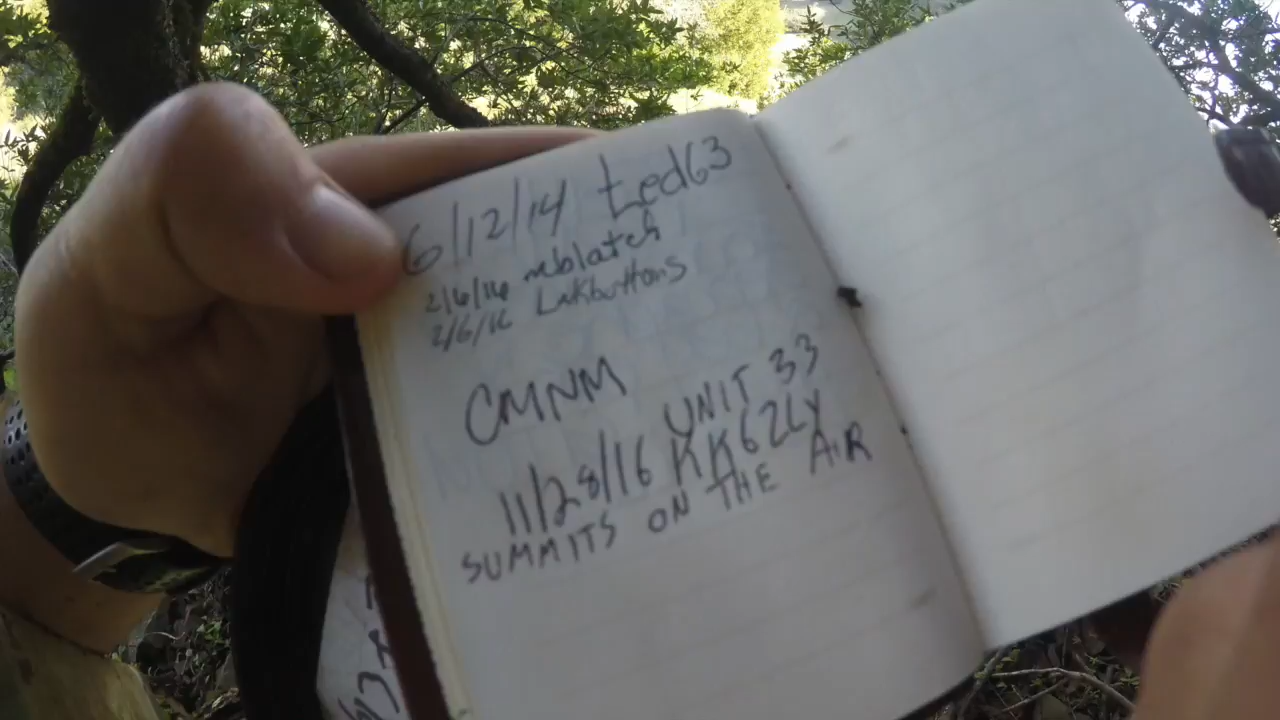 6/12/14 Ted63
2/6/16 mblatch
2/6/16 Lukbuttons
CMNM
UNIT 33
11/28/16 KK6ZLY
SUMMITS ON THE AIR